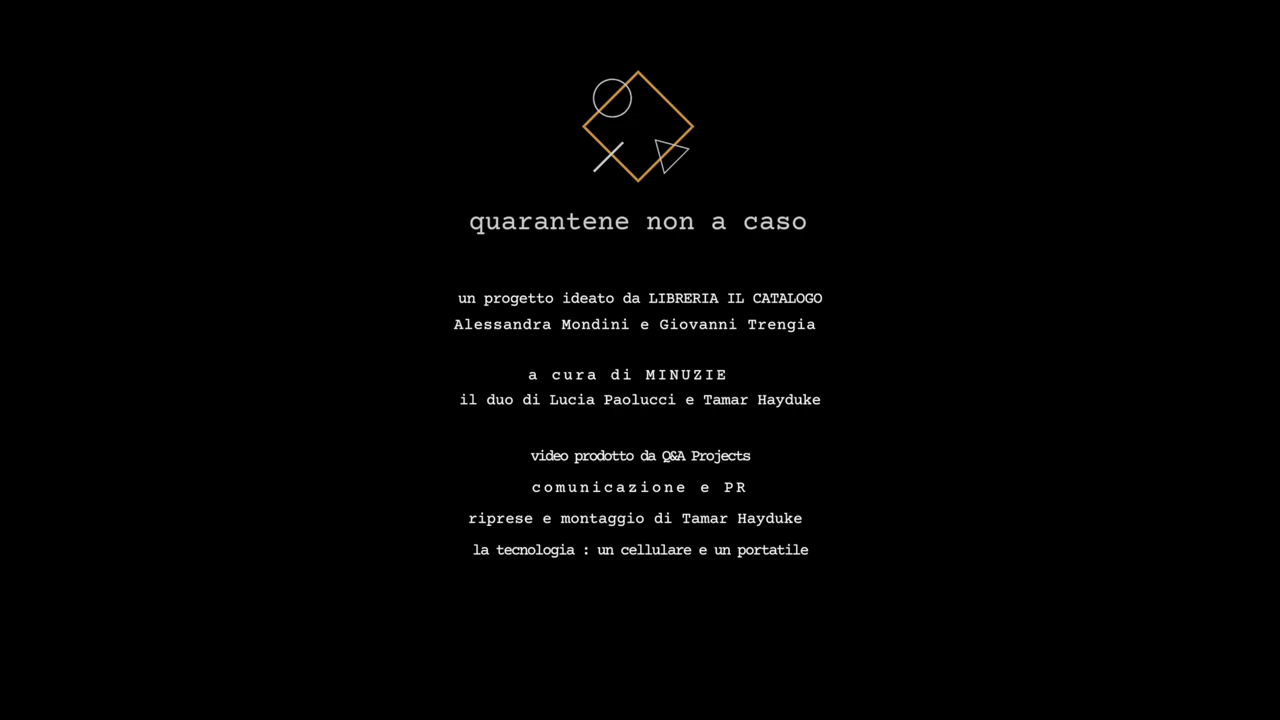 quarantene non a caso
un progetto ideato da LIBRERIA IL CATALOGO
Alessandra Mondini e Giovanni Trengia
a cura di MINUZIE
il duo di Lucia Paolucci e Tamar Hayduke
video prodotto da Q&A Projects
comunicazione e PR
riprese e montaggio di Tamar Hayduke
la tecnologia : un cellulare e un portatile